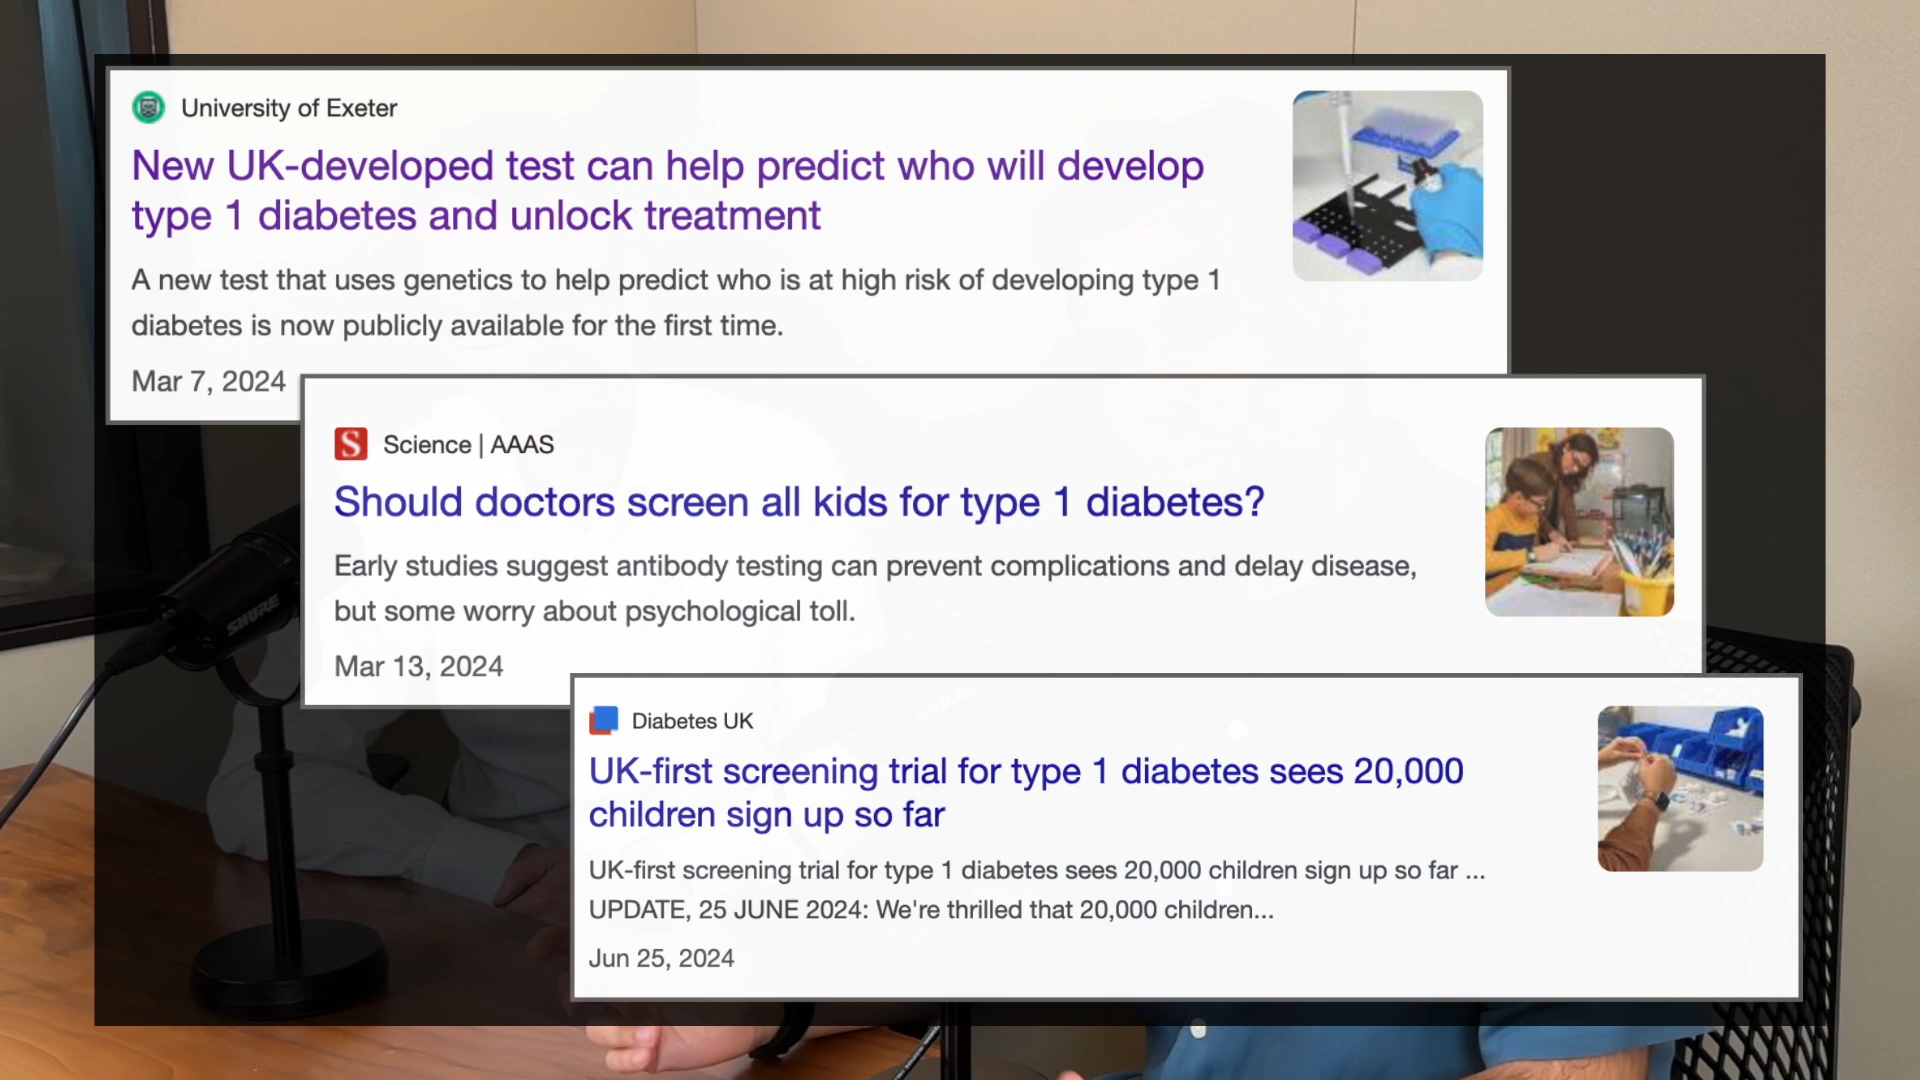 University of Exeter
New UK-developed test can help predict who will develop
type 1 diabetes and unlock treatment
A new test that uses genetics to help predict who is at high risk of developing type 1
diabetes is now publicly available for the first time.
Mar 7, 2024
S Science | AAAS
Should doctors screen all kids for type 1 diabetes?
Early studies suggest antibody testing can prevent complications and delay disease,
but some worry about psychological toll.
Mar 13, 2024
SHURE
Diabetes UK
UK-first screening trial for type 1 diabetes sees 20,000
children sign up so far
UK-first screening trial for type 1 diabetes sees 20,000 children sign up so far ...
UPDATE, 25 JUNE 2024: We're thrilled that 20,000 children...
Jun 25, 2024